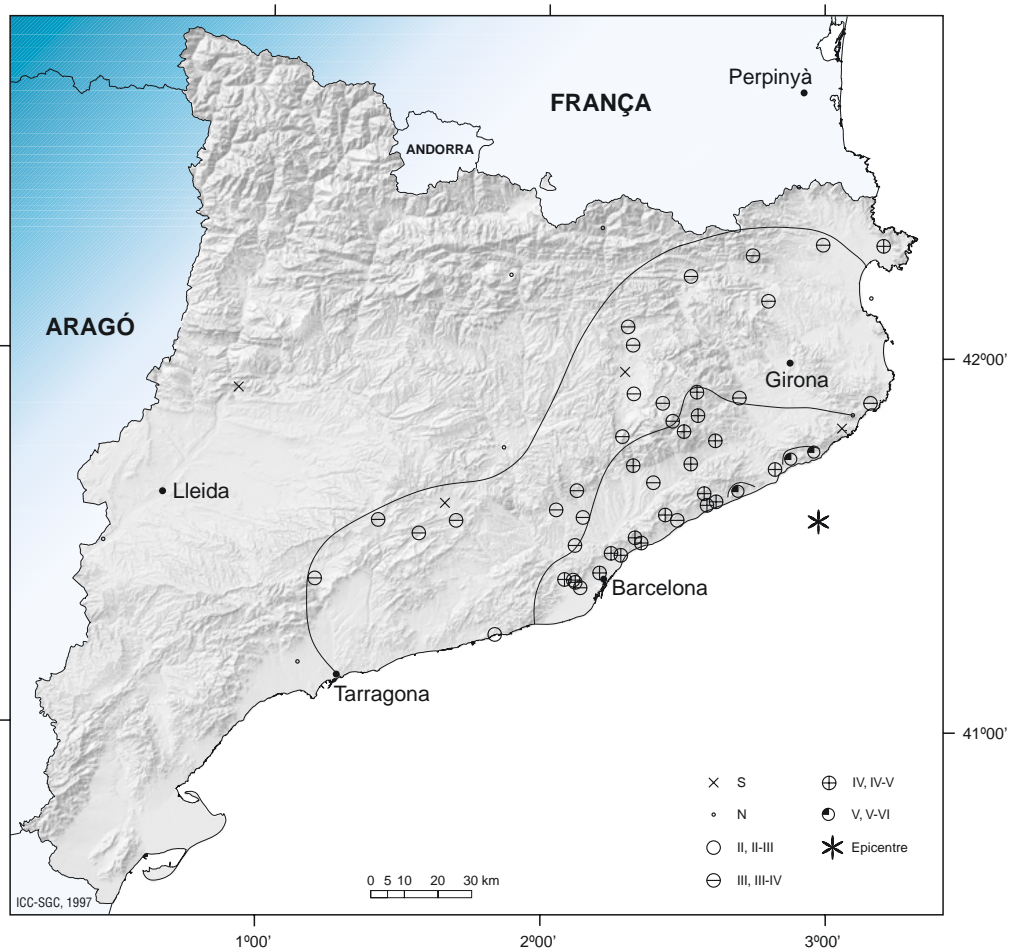 Perpinyà
FRANÇA
ANDORRA
ARAGÓ
42º00'
Girona
Lleida
Barcelona
Tarragona
41º00'
S
IV, IV-V
N
V, V-VI
II, II-III
Epicentre
III, III-IV
0 5 10 20 30 km
ICC-SGC, 1997
1º00'
2º00'
3º00'